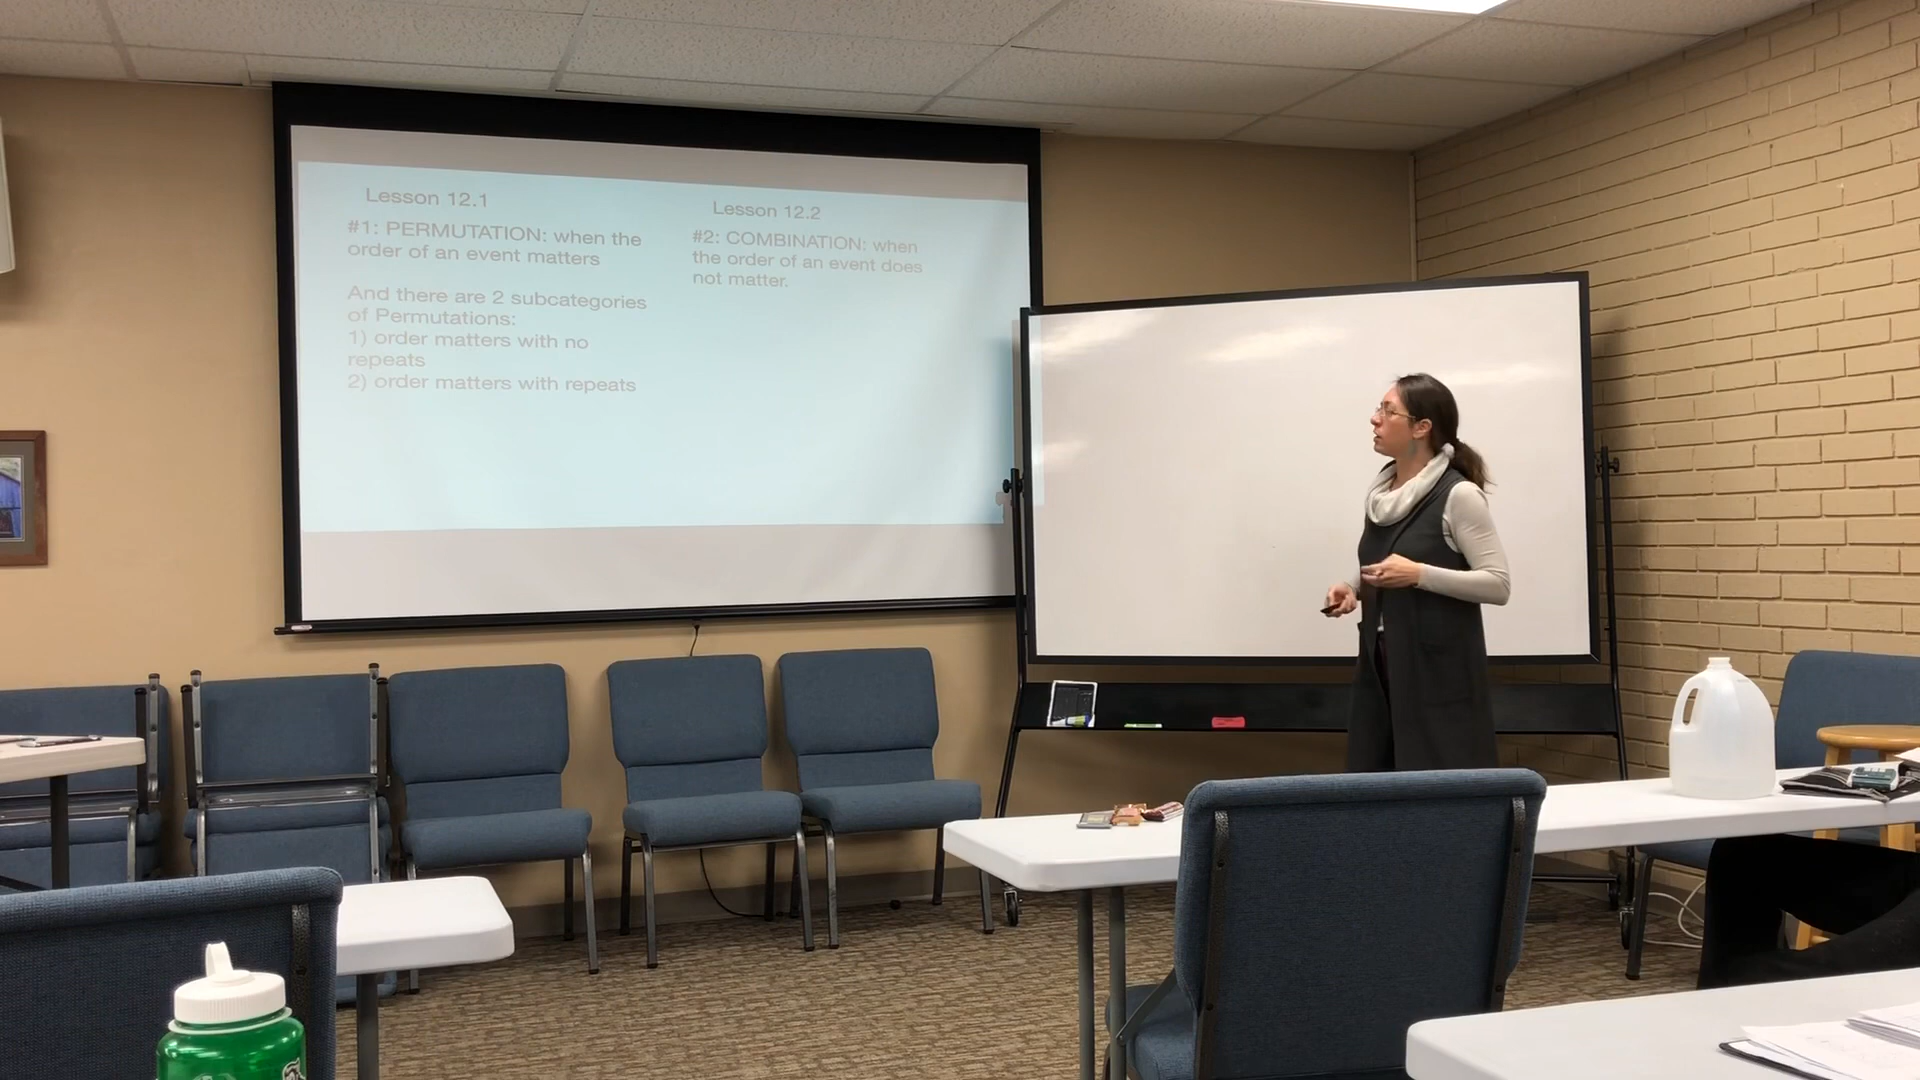 Lesson 12.1
#1: PERMUTATION: when the
order of an event matters
And there are 2 subcategories
of Permutations:
1) order matters with no
repeats
2) order matters with repeats
Lesson 12.2
#2: COMBINATION: when
the order of an event does
not matter.